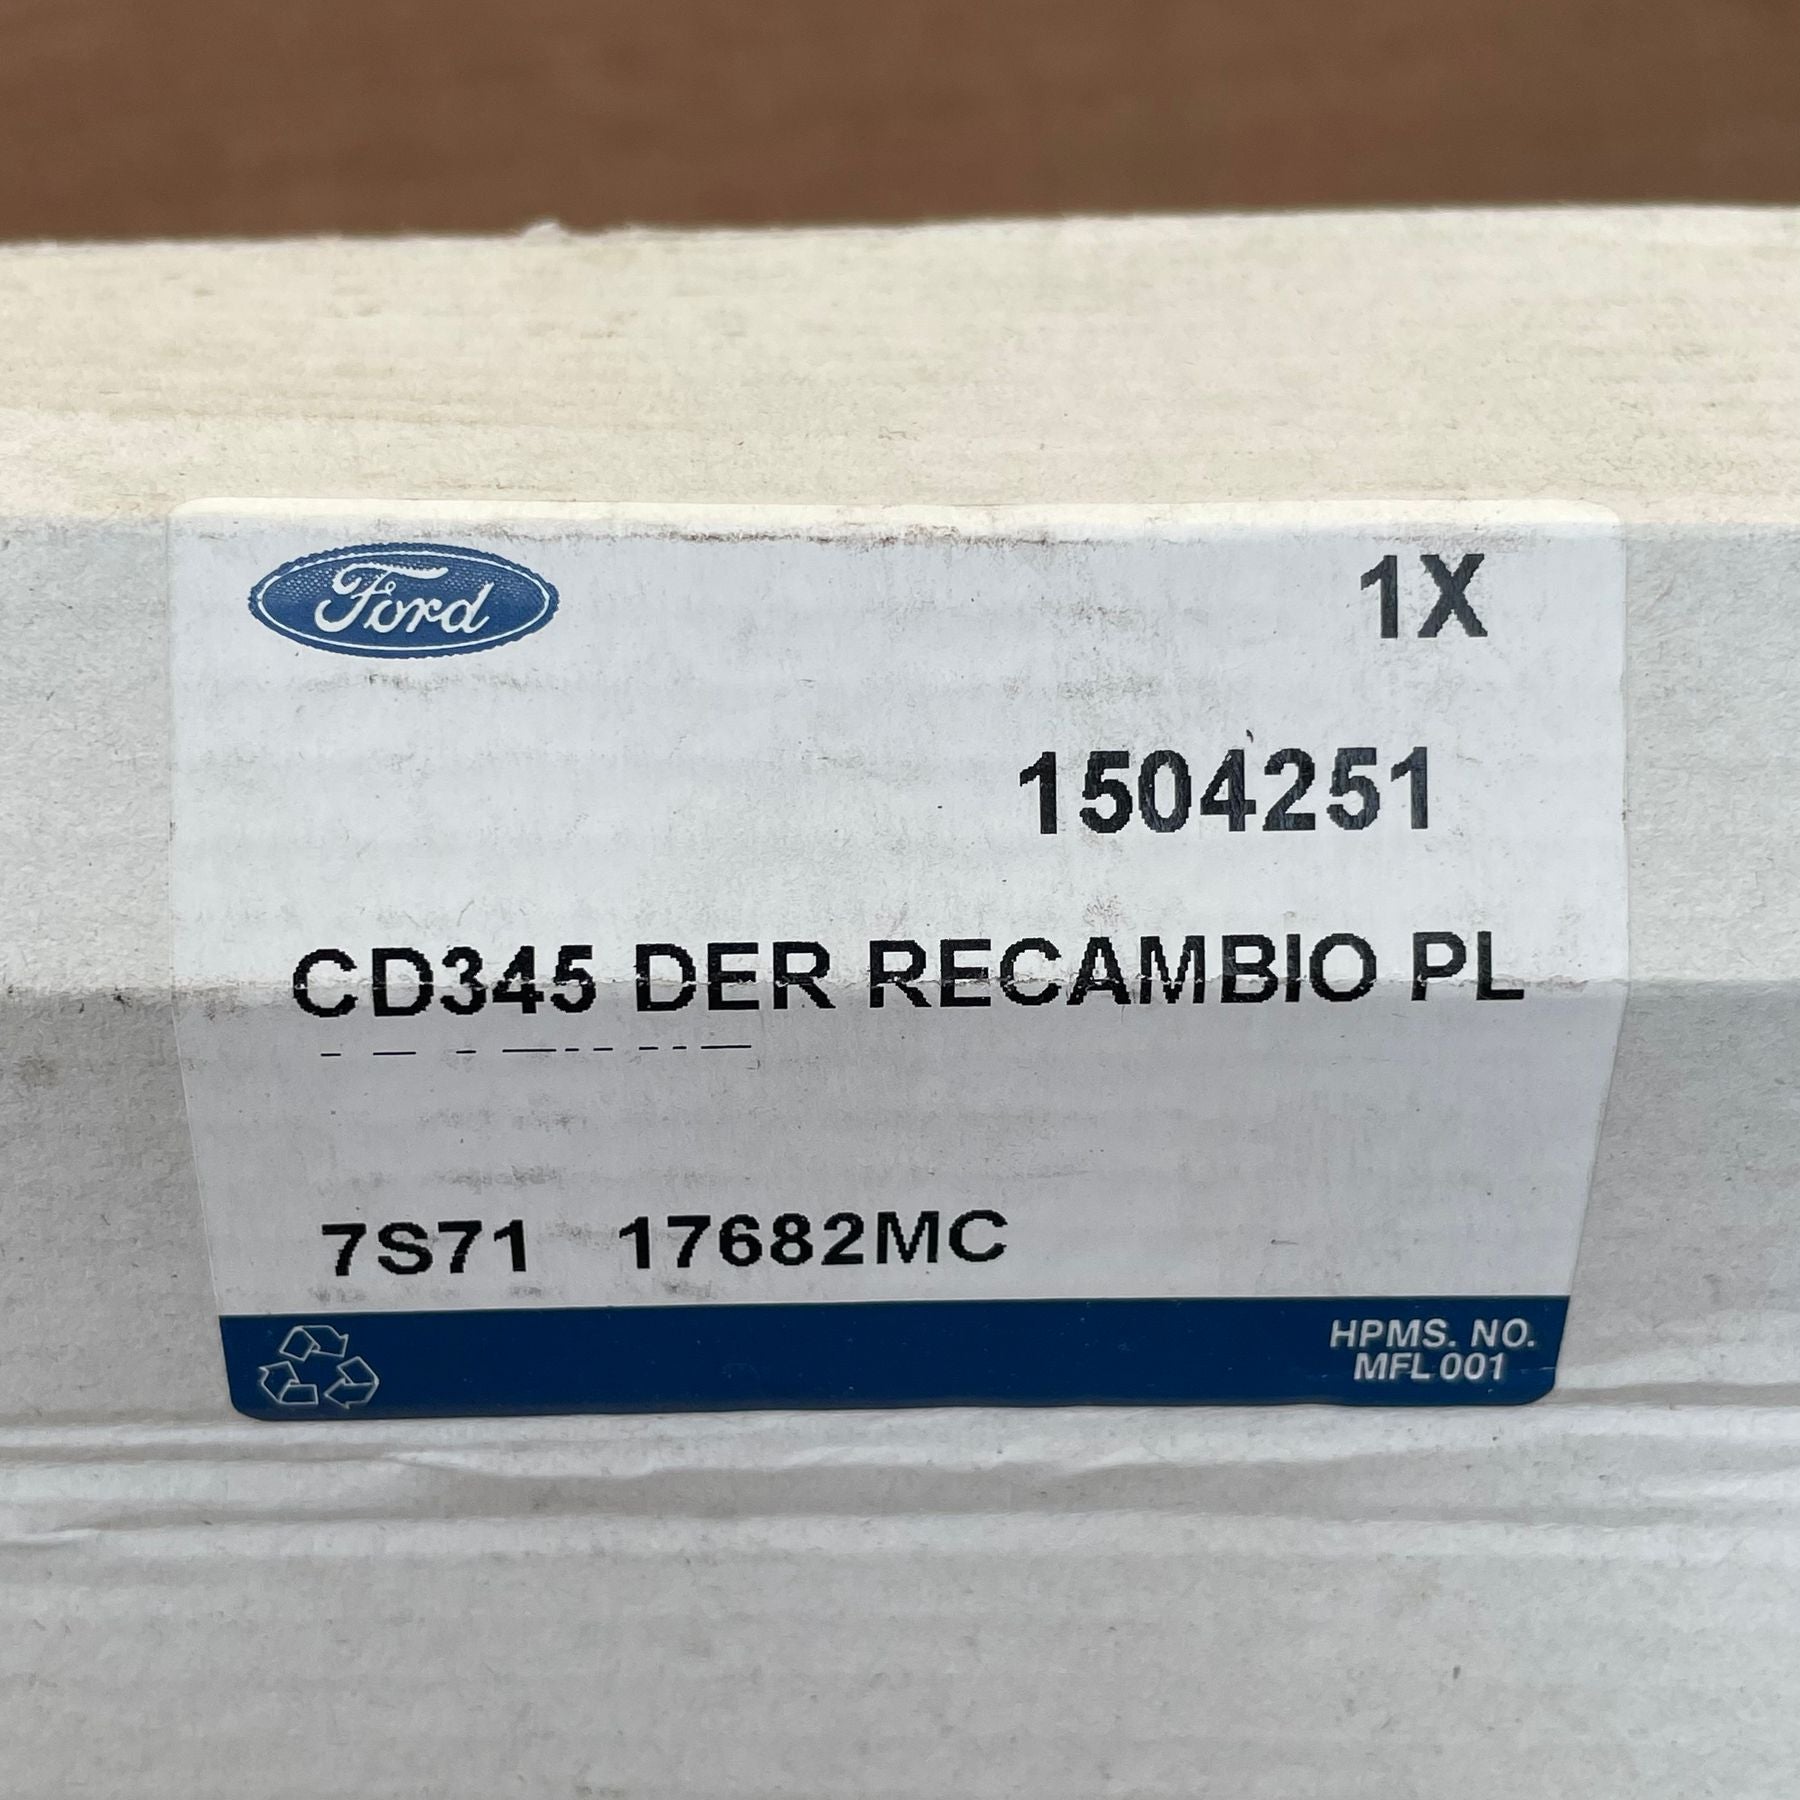 Ford
1X
1504251
CD345 DER RECAMBIO PL
7S71 17682MC
HPMS. NO.
MFL 001